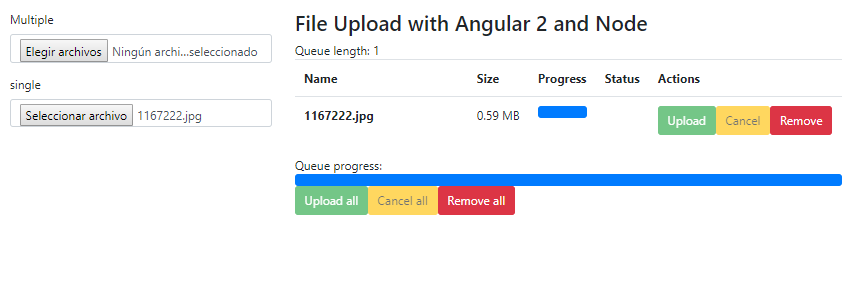 Multiple
Elegir archivos Ningún archi...seleccionado
single
Seleccionar archivo 1167222.jpg
File Upload with Angular 2 and Node
Queue length: 1
Name Size Progress Status Actions
1167222.jpg 0.59 MB Upload Cancel Remove
Queue progress:
Upload all Cancel all Remove all